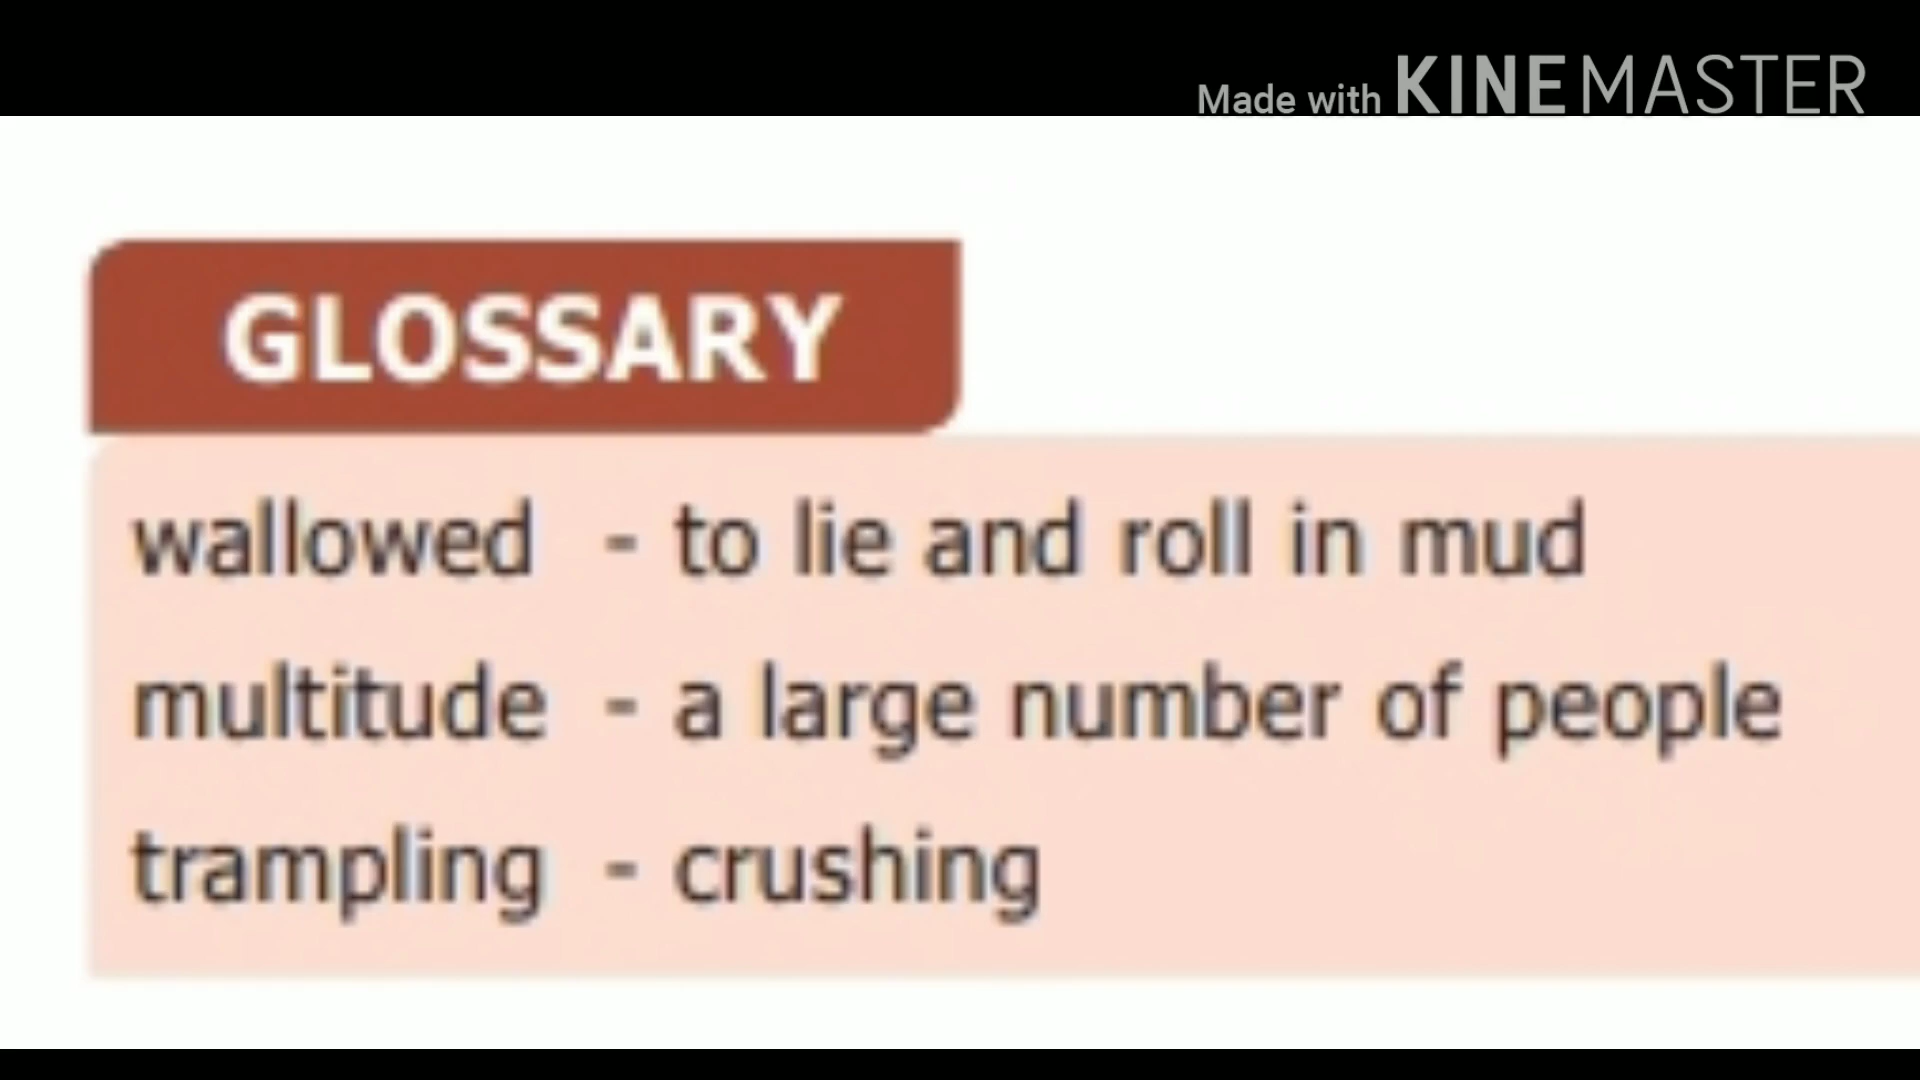 Made with KINEMASTER
GLOSSARY
wallowed - to lie and roll in mud
multitude - a large number of people
trampling - crushing